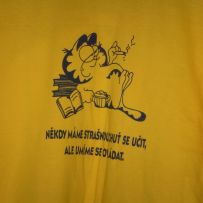 NĚKDY MÁME STRAŠNOU CHUŤ SE UČIT,
ALE UMÍME SE OVLÁDAT.